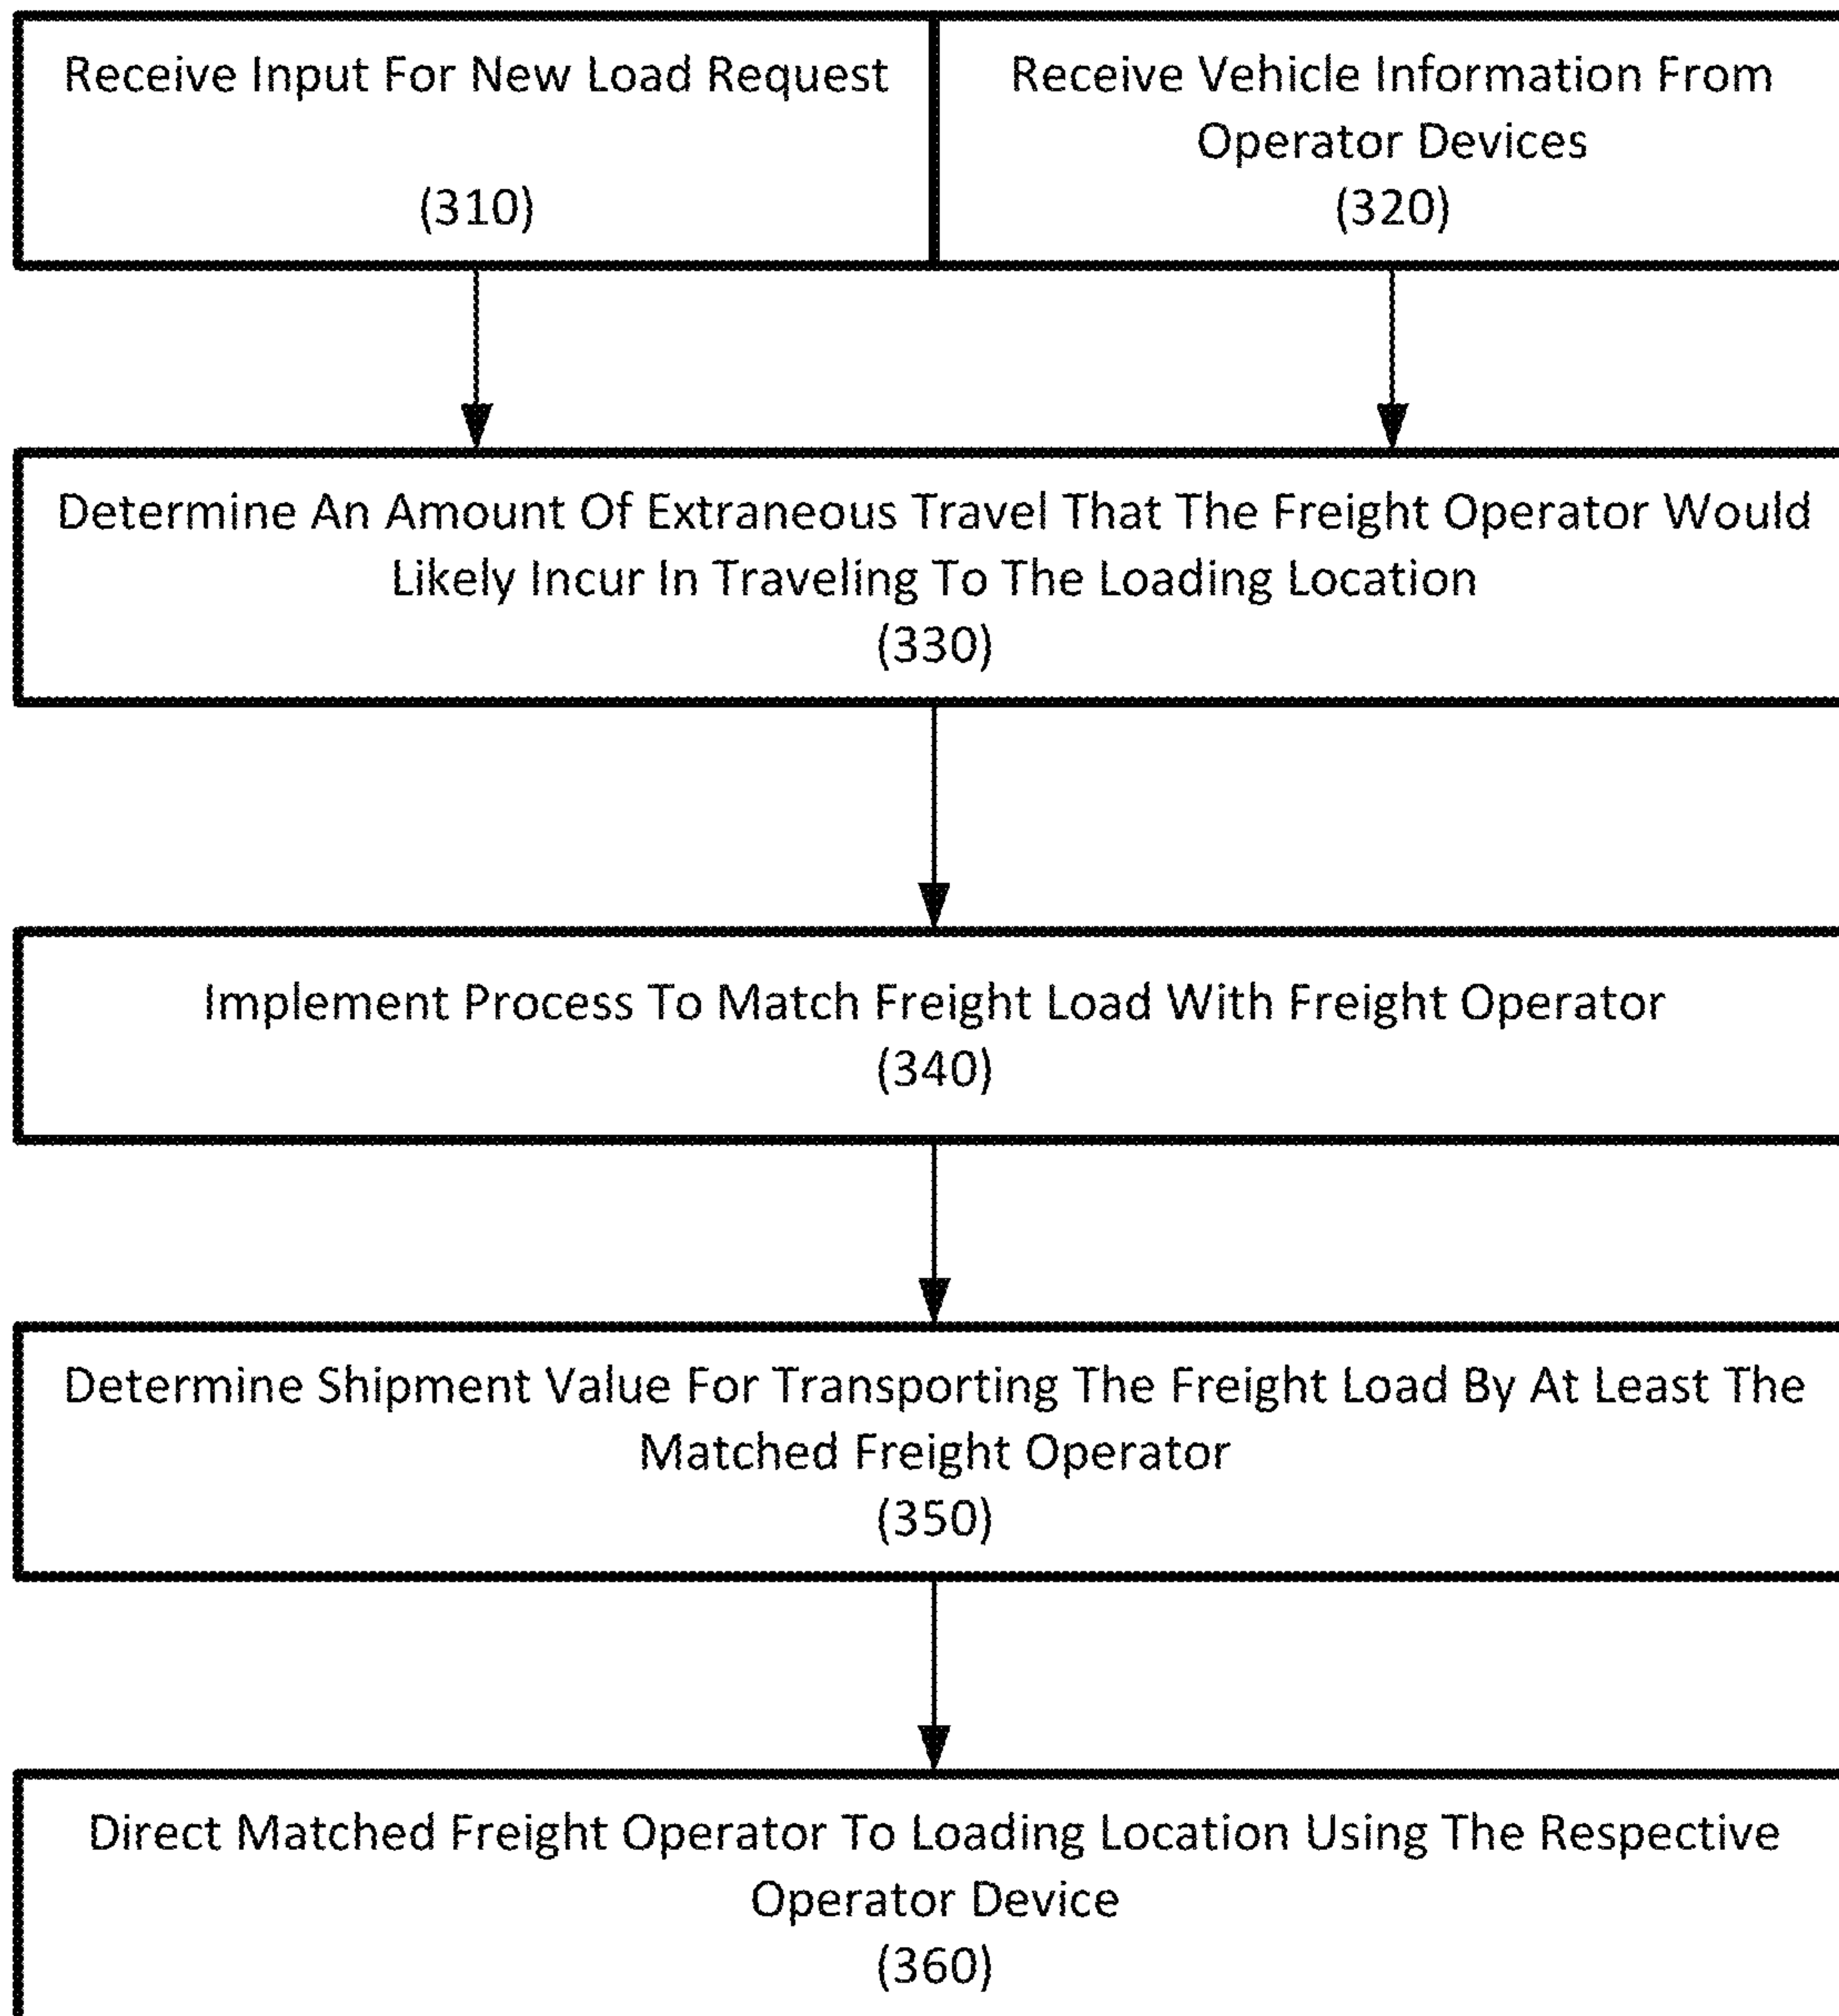 Receive Input For New Load Request
(310)
Receive Vehicle Information From
Operator Devices
(320)
Determine An Amount Of Extraneous Travel That The Freight Operator Would
Likely Incur In Traveling To The Loading Location
(330)
Implement Process To Match Freight Load With Freight Operator
(340)
Determine Shipment Value For Transporting The Freight Load By At Least The
Matched Freight Operator
(350)
Direct Matched Freight Operator To Loading Location Using The Respective
Operator Device
(360)